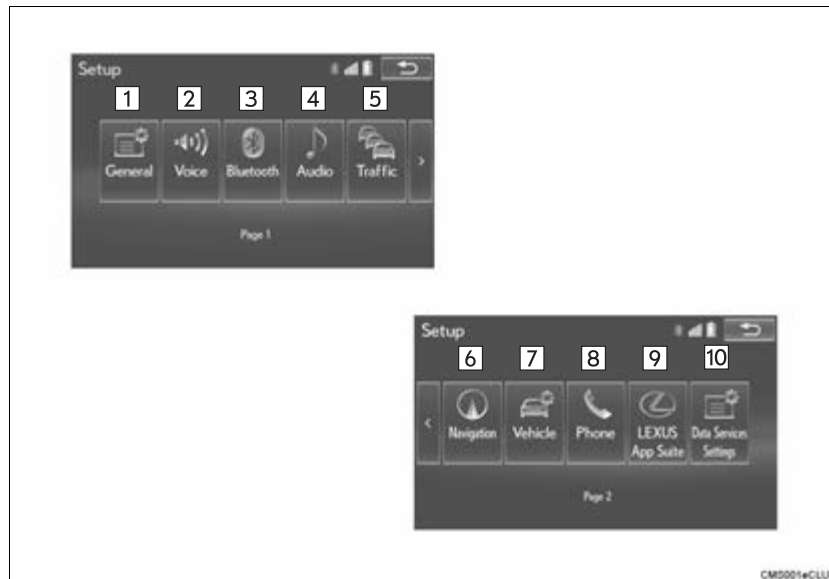 Setup
1 2 3 4 5
General Voice Bluetooth Audio Traffic >
Page 1
Setup
6 7 8 9 10
< Navigation Vehicle Phone LEXUS App Suite Data Services Settings
Page 2
CMS001eCLU